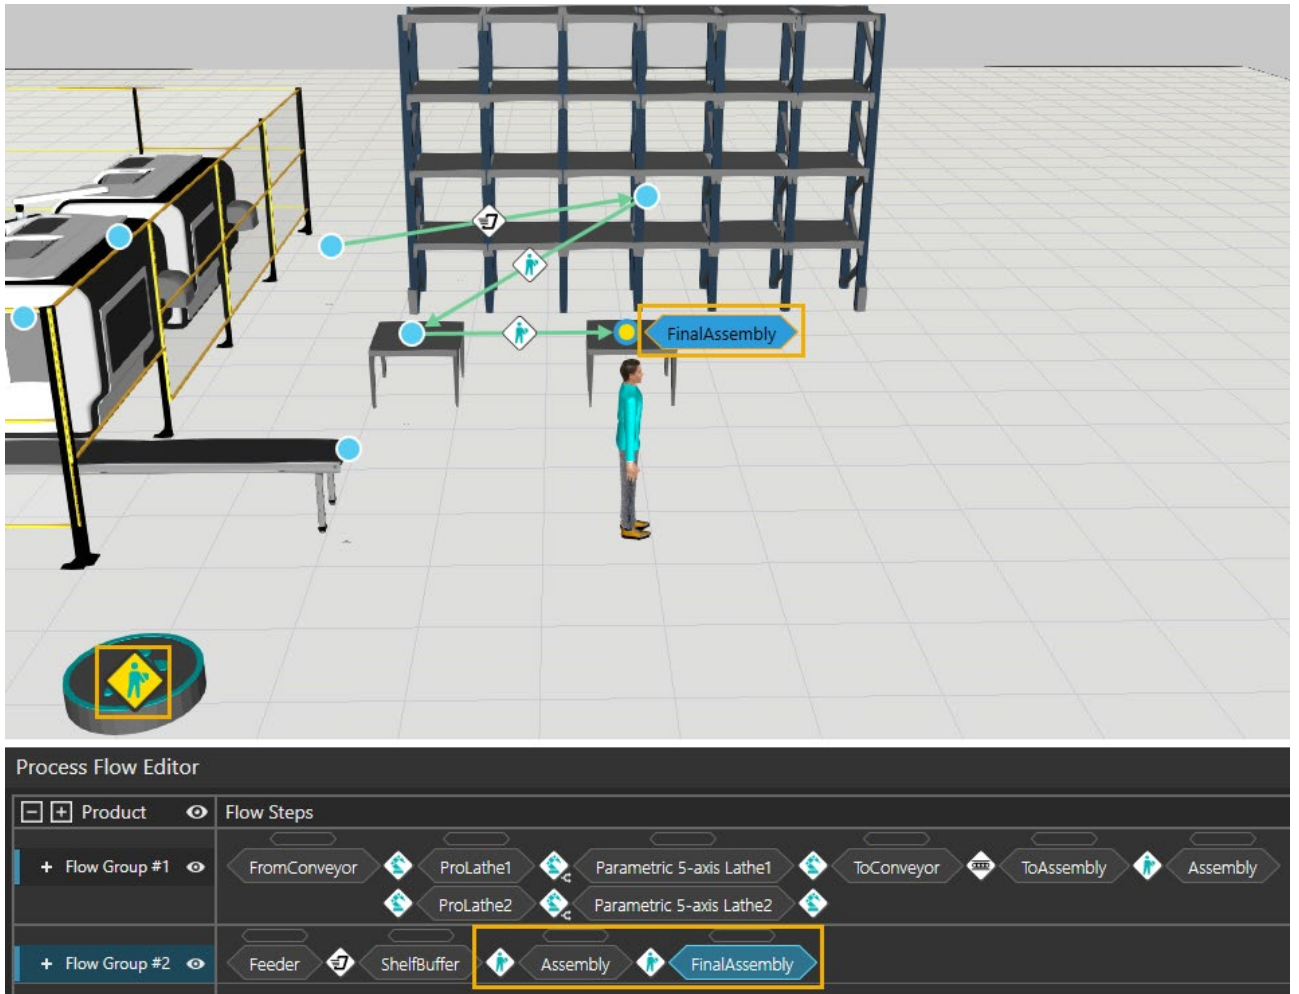 FinalAssembly
Process Flow Editor
Product Flow Steps
Flow Group #1 FromConveyor ProLathe1 Parametric 5-axis Lathe1 ToConveyor ToAssembly Assembly
ProLathe2 Parametric 5-axis Lathe2
Flow Group #2 Feeder ShelfBuffer Assembly FinalAssembly